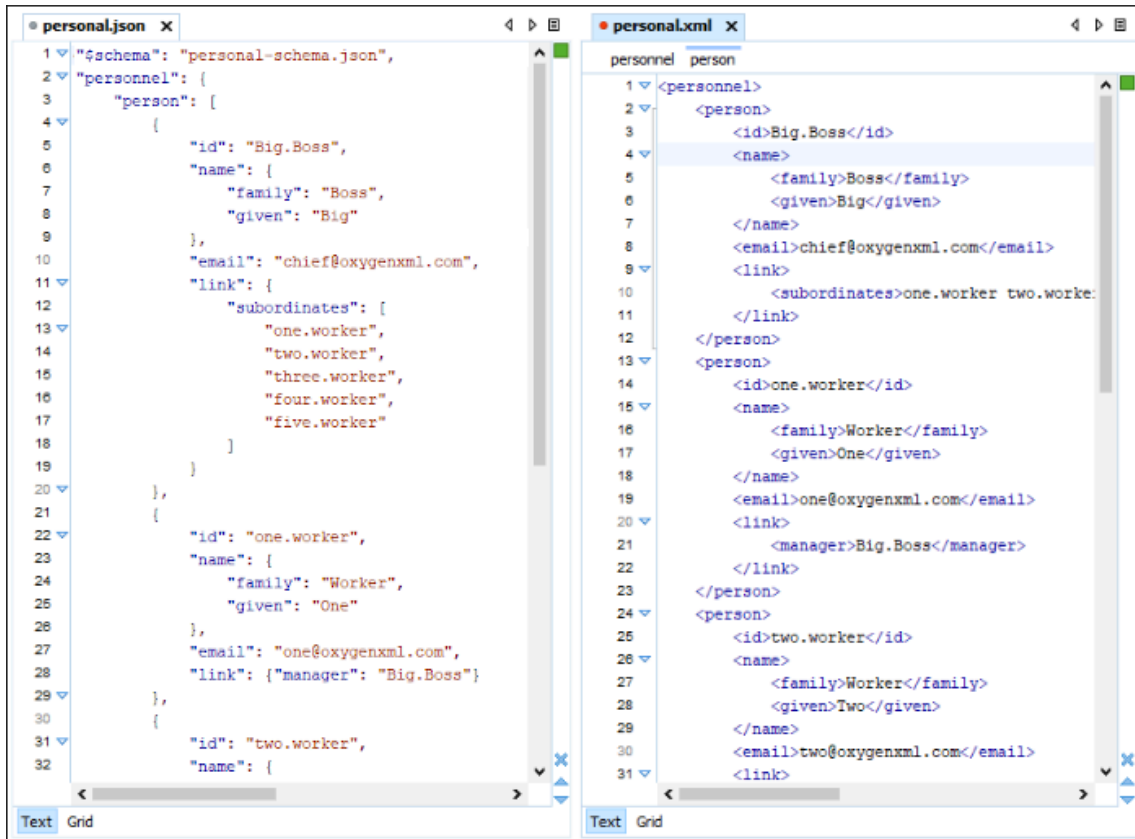 personal.json X
1 "$schema": "personal-schema.json",
2 "personnel": {
3 "person": [
4 {
5 "id": "Big.Boss",
6 "name": {
7 "family": "Boss",
8 "given": "Big"
9 },
10 "email": "chief@oxygenxml.com",
11 "link": {
12 "subordinates": [
13 "one.worker",
14 "two.worker",
15 "three.worker",
16 "four.worker",
17 "five.worker"
18 ]
19 }
20 },
21 {
22 "id": "one.worker",
23 "name": {
24 "family": "Worker",
25 "given": "One"
26 },
27 "email": "one@oxygenxml.com",
28 "link": {"manager": "Big.Boss"}
29 },
30 {
31 "id": "two.worker",
32 "name": {
Text Grid
personal.xml X
personnel person
1 <personnel>
2 <person>
3 <id>Big.Boss</id>
4 <name>
5 <family>Boss</family>
6 <given>Big</given>
7 </name>
8 <email>chief@oxygenxml.com</email>
9 <link>
10 <subordinates>one.worker two.worke
11 </link>
12 </person>
13 <person>
14 <id>one.worker</id>
15 <name>
16 <family>Worker</family>
17 <given>One</given>
18 </name>
19 <email>one@oxygenxml.com</email>
20 <link>
21 <manager>Big.Boss</manager>
22 </link>
23 </person>
24 <person>
25 <id>two.worker</id>
26 <name>
27 <family>Worker</family>
28 <given>Two</given>
29 </name>
30 <email>two@oxygenxml.com</email>
31 <link>
Text Grid